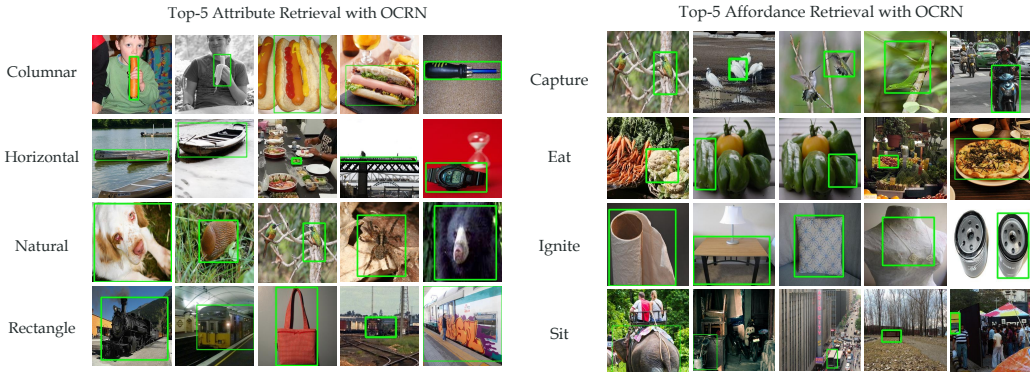 Top-5 Attribute Retrieval with OCRN
Columnar
Horizontal
Natural
Rectangle
Top-5 Affordance Retrieval with OCRN
Capture
Eat
Ignite
Sit